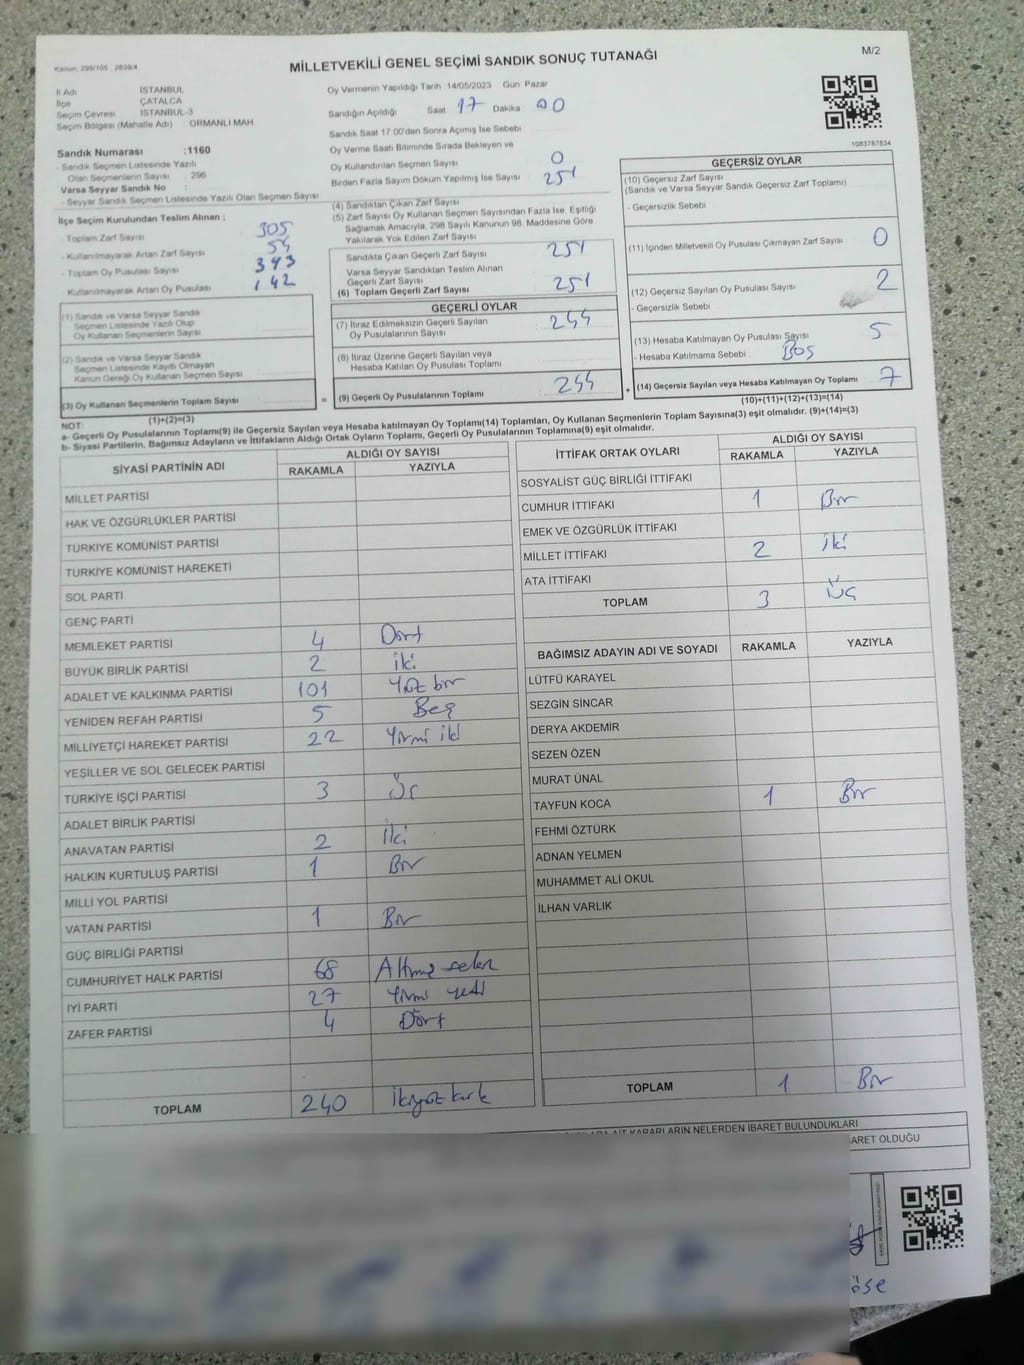 Kanun: 298/105 , 2839/4
MİLLETVEKİLİ GENEL SEÇİMİ SANDIK SONUÇ TUTANAĞI
M/2
İl Adı İSTANBUL
İlçe ÇATALCA
Seçim Çevresi İSTANBUL-3
Seçim Bölgesi (Mahalle Adı) ORMANLI MAH.
Sandık Numarası :1160
- Sandık Seçmen Listesinde Yazılı
Olan Seçmenlerin Sayısı : 296
Varsa Seyyar Sandık No
- Seyyar Sandık Seçmen Listesinde Yazılı Olan Seçmen Sayısı
Oy Vermenin Yapıldığı Tarih :14/05/2023 Gün Pazar
Sandığın Açıldığı Saat 17 Dakika 00
Sandık Saat 17.00'den Sonra Açımış İse Sebebi
Oy Verme Saati Bitiminde Sırada Bekleyen ve
Oy Kullandırılan Seçmen Sayısı 0
Birden Fazla Sayım Döküm Yapılmış İse Sayısı 251
1083787834
İlçe Seçim Kurulundan Teslim Alınan :
- Toplam Zarf Sayısı 305
- Kullanılmayarak Artan Zarf Sayısı 54
- Toplam Oy Pusulası Sayısı 393
- Kullanılmayarak Artan Oy Pusulası 142
(1) Sandık ve Varsa Seyyar Sandık
Seçmen Listesinde Yazılı Olup
Oy Kullanan Seçmenlerin Sayısı
(2) Sandık ve Varsa Seyyar Sandık
Seçmen Listesinde Kayıtlı Olmayan
Kanun Gereği Oy Kullanan Seçmen Sayısı
(3) Oy Kullanan Seçmenlerin Toplam Sayısı
(1)+(2)=(3)
(4) Sandıktan Çıkan Zarf Sayısı
(5) Zarf Sayısı Oy Kullanan Seçmen Sayısından Fazla İse, Eşitliği
Sağlamak Amacıyla, 298 Sayılı Kanunun 98. Maddesine Göre
Yakılarak Yok Edilen Zarf Sayısı
Sandıkta Çıkan Geçerli Zarf Sayısı 251
Varsa Seyyar Sandıktan Teslim Alınan
Geçerli Zarf Sayısı
(6) Toplam Geçerli Zarf Sayısı 251
GEÇERLİ OYLAR
(7) İtiraz Edilmeksizin Geçerli Sayılan
Oy Pusulalarının Sayısı 244
(8) İtiraz Üzerine Geçerli Sayılan veya
Hesaba Katılan Oy Pusulası Toplamı
= (9) Geçerli Oy Pusulalarının Toplamı 244 +
GEÇERSİZ OYLAR
(10) Geçersiz Zarf Sayısı
(Sandık ve Varsa Seyyar Sandık Geçersiz Zarf Toplamı)
- Geçersizlik Sebebi
(11) İçinden Milletvekili Oy Pusulası Çıkmayan Zarf Sayısı 0
(12) Geçersiz Sayılan Oy Pusulası Sayısı 2
- Geçersizlik Sebebi
(13) Hesaba Katılmayan Oy Pusulası Sayısı 5
- Hesaba Katılmama Sebebi Boş
(14) Geçersiz Sayılan veya Hesaba Katılmayan Oy Toplamı 7
(10)+(11)+(12)+(13)=(14)
NOT:
a- Geçerli Oy Pusulalarının Toplamı(9) ile Geçersiz Sayılan veya Hesaba katılmayan Oy Toplamı(14) Toplamları, Oy Kullanan Seçmenlerin Toplam Sayısına(3) eşit olmalıdır. (9)+(14)=(3)
b- Siyasi Partilerin, Bağımsız Adayların ve İttifakların Aldığı Ortak Oyların Toplamı, Geçerli Oy Pusulalarının Toplamına(9) eşit olmalıdır.
SİYASİ PARTİNİN ADI ALDIĞI OY SAYISI
RAKAMLA YAZIYLA
MİLLET PARTİSİ
HAK VE ÖZGÜRLÜKLER PARTİSİ
TÜRKİYE KOMÜNİST PARTİSİ
TÜRKİYE KOMÜNİST HAREKETİ
SOL PARTİ
GENÇ PARTİ
MEMLEKET PARTİSİ 4 Dört
BÜYÜK BİRLİK PARTİSİ 2 iki
ADALET VE KALKINMA PARTİSİ 101 Yüz bir
YENİDEN REFAH PARTİSİ 5 Beş
MİLLİYETÇİ HAREKET PARTİSİ 22 Yirmi iki
YEŞİLLER VE SOL GELECEK PARTİSİ
TÜRKİYE İŞÇİ PARTİSİ 3 Üç
ADALET BİRLİK PARTİSİ
ANAVATAN PARTİSİ 2 İki
HALKIN KURTULUŞ PARTİSİ 1 Bir
MİLLİ YOL PARTİSİ
VATAN PARTİSİ 1 Bir
GÜÇ BİRLİĞİ PARTİSİ
CUMHURİYET HALK PARTİSİ 68 Altmış sekiz
İYİ PARTİ 27 Yirmi yedi
ZAFER PARTİSİ 4 Dört
TOPLAM 240 İkiyüz kırk
İTTİFAK ORTAK OYLARI ALDIĞI OY SAYISI
RAKAMLA YAZIYLA
SOSYALİST GÜÇ BİRLİĞİ İTTİFAKI
CUMHUR İTTİFAKI 1 Bir
EMEK VE ÖZGÜRLÜK İTTİFAKI
MİLLET İTTİFAKI 2 iki
ATA İTTİFAKI
TOPLAM 3 Üç
BAĞIMSIZ ADAYIN ADI VE SOYADI RAKAMLA YAZIYLA
LÜTFÜ KARAYEL
SEZGİN SİNCAR
DERYA AKDEMİR
SEZEN ÖZEN
MURAT ÜNAL
TAYFUN KOCA 1 Bir
FEHMİ ÖZTÜRK
ADNAN YELMEN
MUHAMMET ALİ OKUL
İLHAN VARLIK
TOPLAM 1 Bir
KARARLARIN NELERDEN İBARET BULUNDUKLARI
ARET OLDUĞU
öse